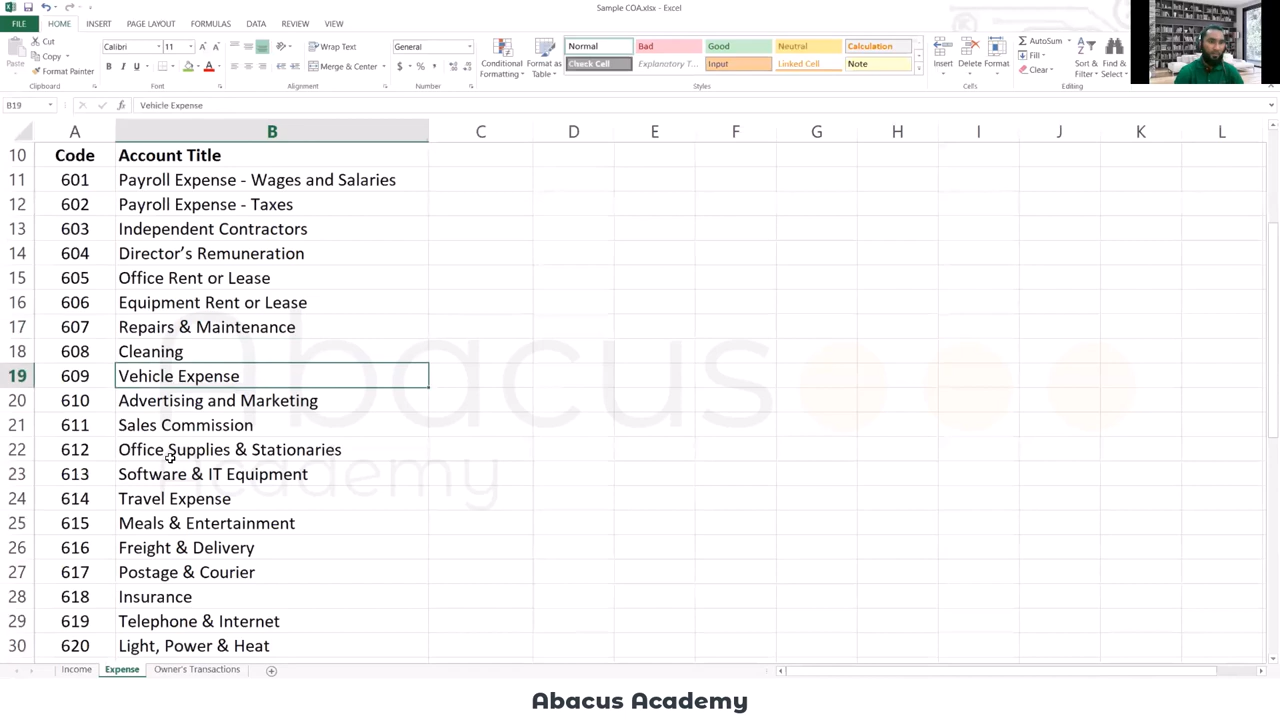 Sample COA.xlsx - Excel
FILE HOME INSERT PAGE LAYOUT FORMULAS DATA REVIEW VIEW
Cut
Copy
Format Painter
Paste
Clipboard
Calibri 11
B I U
Font
Wrap Text
Merge & Center
Alignment
General
$ % ,
Number
Conditional Formatting
Format as Table
Normal Bad Good Neutral Calculation
Check Cell Explanatory T... Input Linked Cell Note
Styles
Insert Delete Format
Cells
AutoSum
Fill
Clear
Sort & Filter
Find & Select
Editing
B19 fx Vehicle Expense
A B C D E F G H I J K L
10 Code Account Title
11 601 Payroll Expense - Wages and Salaries
12 602 Payroll Expense - Taxes
13 603 Independent Contractors
14 604 Director’s Remuneration
15 605 Office Rent or Lease
16 606 Equipment Rent or Lease
17 607 Repairs & Maintenance
18 608 Cleaning
19 609 Vehicle Expense
20 610 Advertising and Marketing
21 611 Sales Commission
22 612 Office Supplies & Stationaries
23 613 Software & IT Equipment
24 614 Travel Expense
25 615 Meals & Entertainment
26 616 Freight & Delivery
27 617 Postage & Courier
28 618 Insurance
29 619 Telephone & Internet
30 620 Light, Power & Heat
Abacus
Academy
Income Expense Owner's Transactions
Abacus Academy